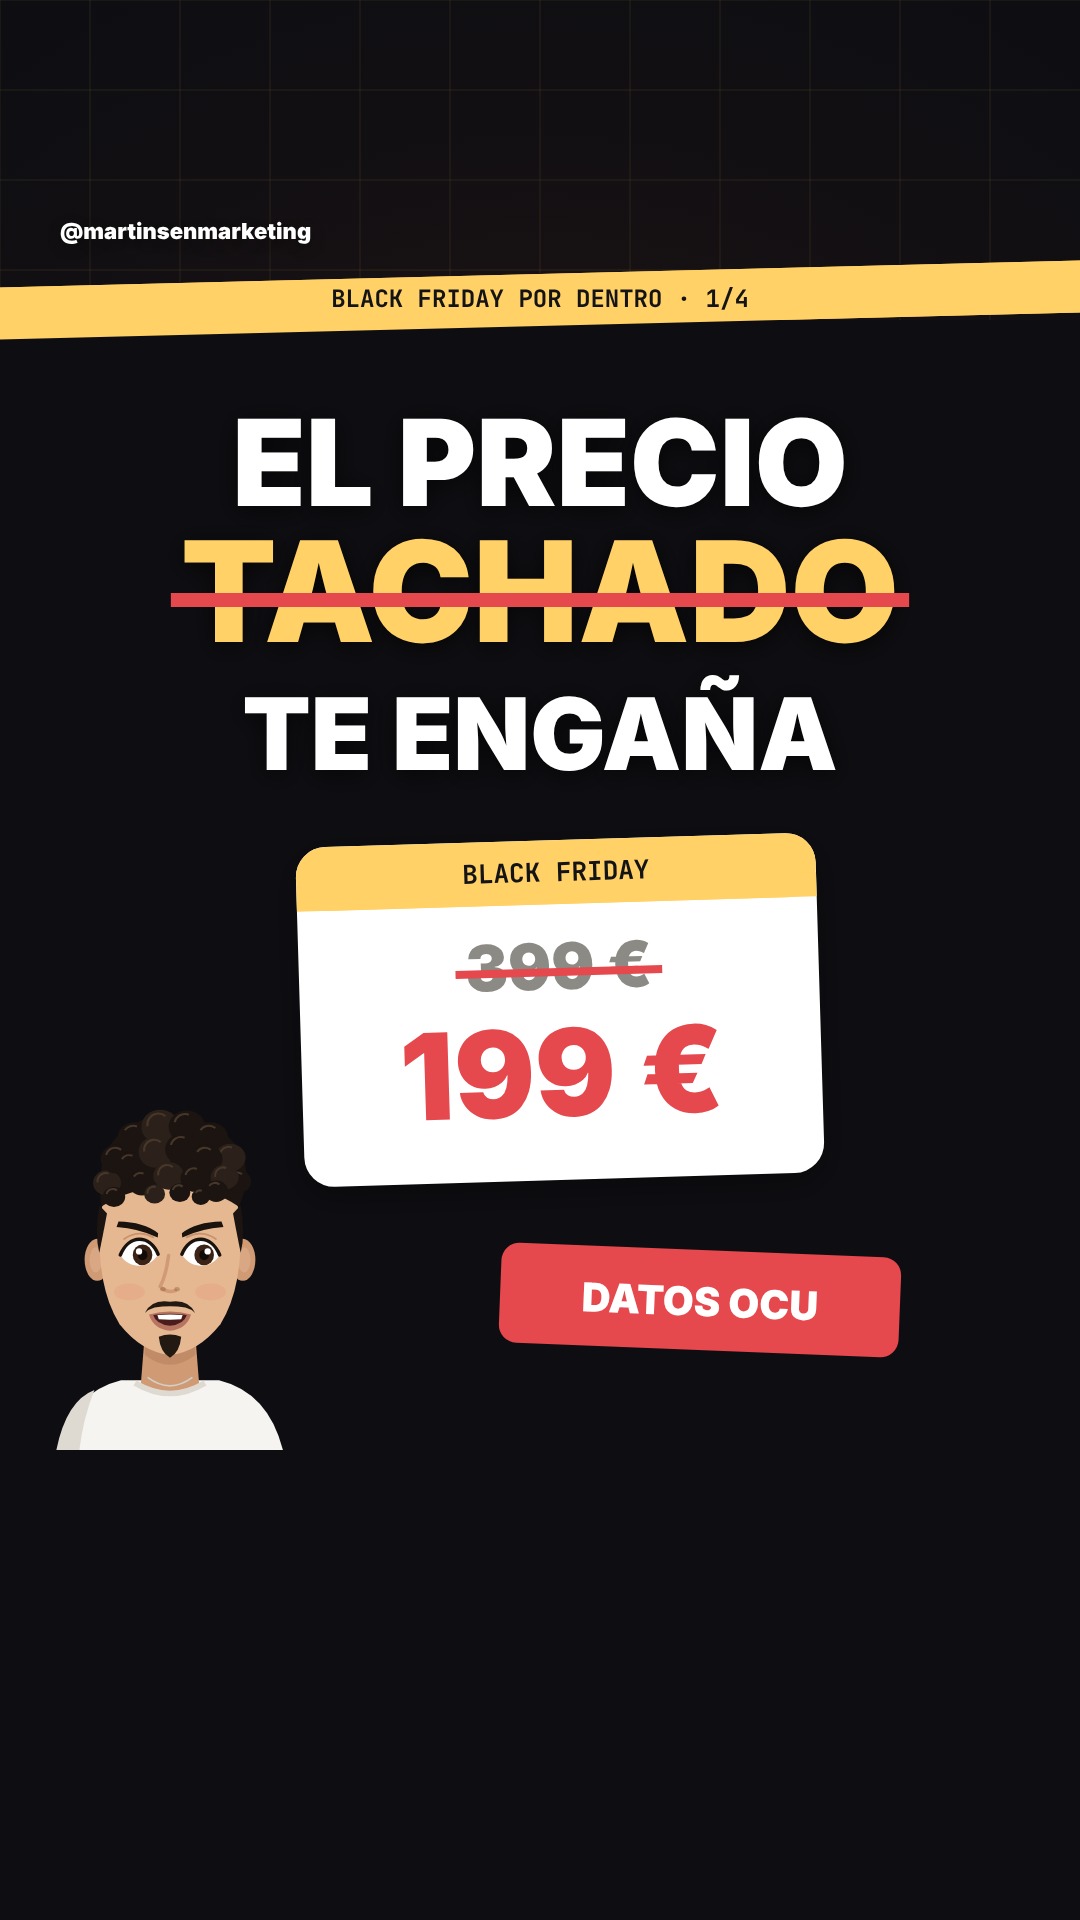 @martinsenmarketing
BLACK FRIDAY POR DENTRO · 1/4
EL PRECIO
TACHADO
TE ENGAÑA
BLACK FRIDAY
399 €
199 €
DATOS OCU